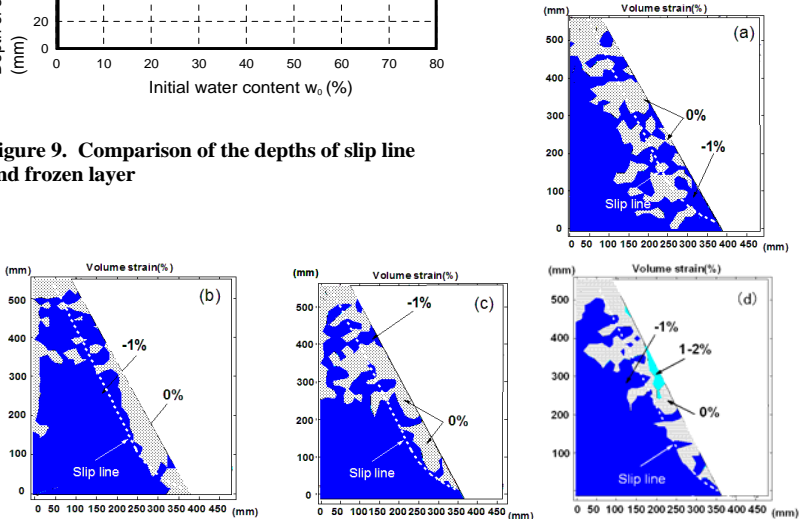 20
(mm)
0 10 20 30 40 50 60 70 80
Initial water content w₀ (%)
igure 9. Comparison of the depths of slip line
nd frozen layer
(mm) Volume strain(%)
(a)
500
400
300
200
100
0
0%
-1%
Slip line
0 50 100 150 200 250 300 350 400 450 (mm)
(mm) Volume strain(%)
(b)
500
400
300
200
100
0
-1%
0%
Slip line
0 50 100 150 200 250 300 350 400 450 (mm)
(mm) Volume strain(%)
(c)
500
400
300
200
100
0
-1%
0%
Slip line
0 50 100 150 200 250 300 350 400 450 (mm)
(mm) Volume strain(%)
(d)
500
400
300
200
100
-1%
1-2%
0%
Slip line
0 50 100 150 200 250 300 350 400 450 (mm)